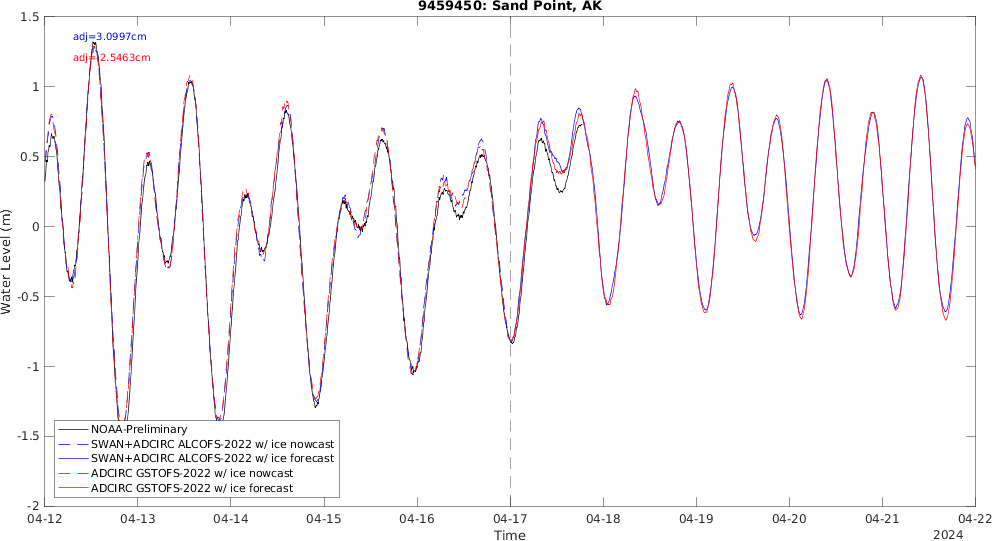 9459450: Sand Point, AK
1.5
adj=3.0997cm
adj=-2.5463cm
1
0.5
0
Water Level (m)
-0.5
-1
-1.5
NOAA-Preliminary
SWAN+ADCIRC ALCOFS-2022 w/ ice nowcast
SWAN+ADCIRC ALCOFS-2022 w/ ice forecast
ADCIRC GSTOFS-2022 w/ ice nowcast
ADCIRC GSTOFS-2022 w/ ice forecast
-2
04-12 04-13 04-14 04-15 04-16 04-17 04-18 04-19 04-20 04-21 04-22
Time
2024